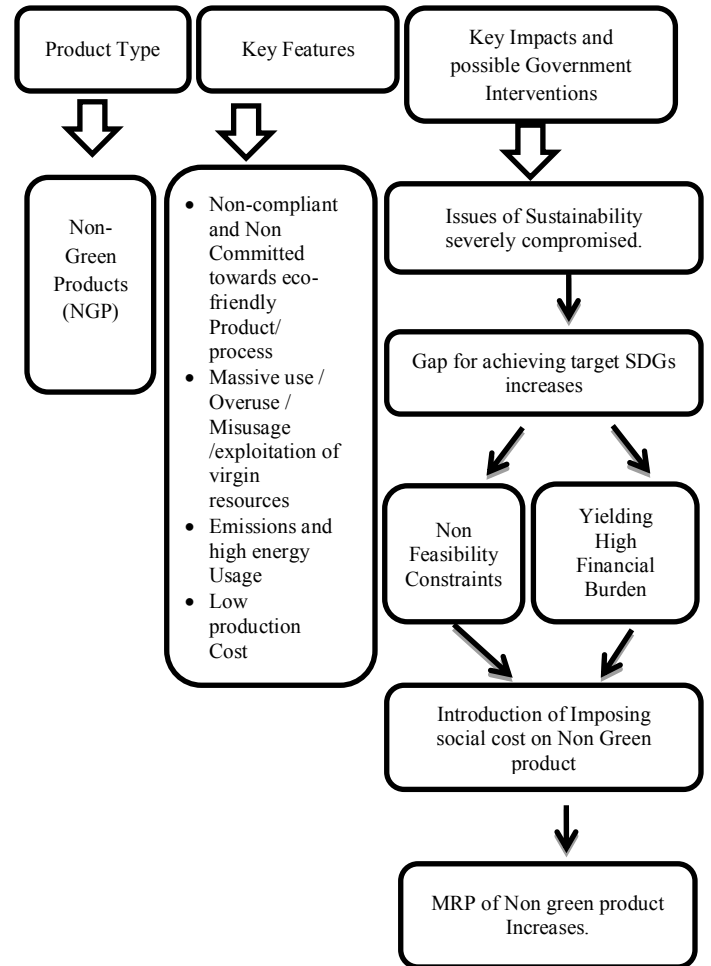 Product Type
Key Features
Key Impacts and
possible Government
Interventions
Non-
Green
Products
(NGP)
• Non-compliant
and Non
Committed
towards eco-
friendly
Product/
process
• Massive use /
Overuse /
Misusage
/exploitation of
virgin
resources
• Emissions and
high energy
Usage
• Low
production
Cost
Issues of Sustainability
severely compromised.
Gap for achieving target SDGs
increases
Non
Feasibility
Constraints
Yielding
High
Financial
Burden
Introduction of Imposing
social cost on Non Green
product
MRP of Non green product
Increases.